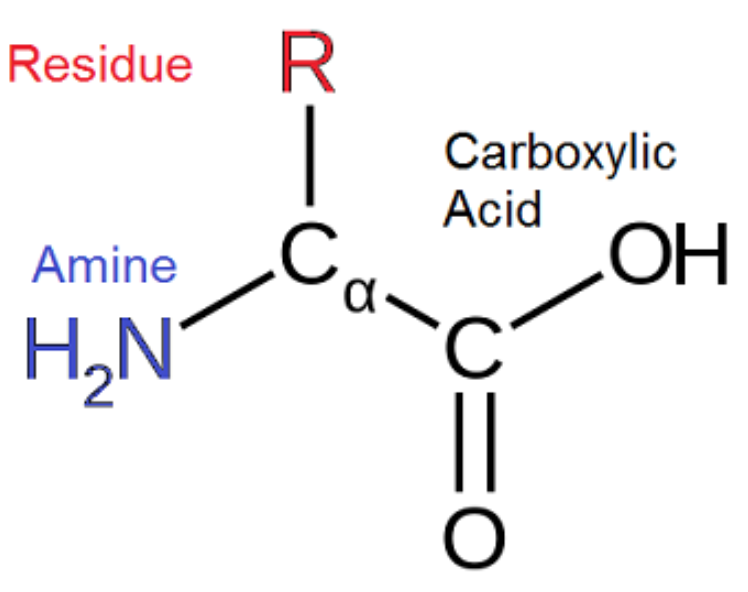 Residue
R
Carboxylic
Acid
Amine
Cα
OH
H₂N
C
O